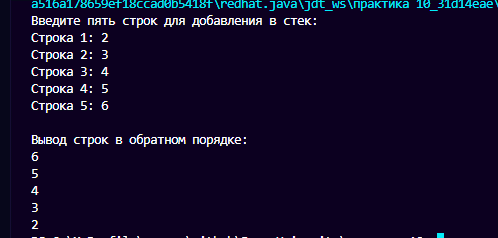 a516a178659ef18ccad0b5418f\redhat.java\jdt_ws\практика 10_31d14eae\
Введите пять строк для добавления в стек:
Строка 1: 2
Строка 2: 3
Строка 3: 4
Строка 4: 5
Строка 5: 6
Вывод строк в обратном порядке:
6
5
4
3
2